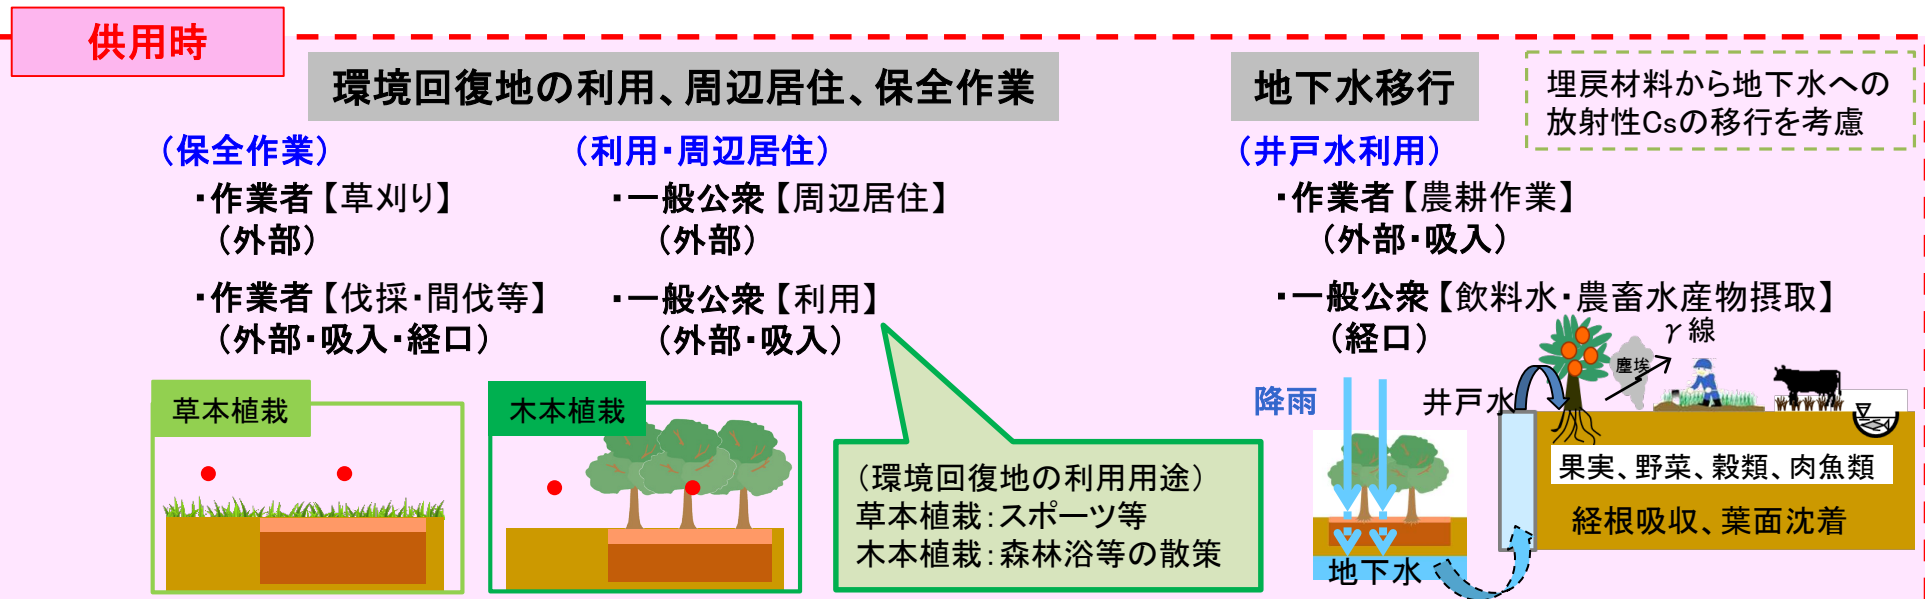 供用時
環境回復地の利用、周辺居住、保全作業
（保全作業）
・作業者【草刈り】
（外部）
・作業者【伐採・間伐等】
（外部・吸入・経口）
（利用・周辺居住）
・一般公衆【周辺居住】
（外部）
・一般公衆【利用】
（外部・吸入）
草本植栽
木本植栽
（環境回復地の利用用途）
草本植栽：スポーツ等
木本植栽：森林浴等の散策
地下水移行
埋戻材料から地下水への
放射性Csの移行を考慮
（井戸水利用）
・作業者【農耕作業】
（外部・吸入）
・一般公衆【飲料水・農畜水産物摂取】
（経口）
γ線
塵埃
降雨
井戸水
果実、野菜、穀類、肉魚類
経根吸収、葉面沈着
地下水